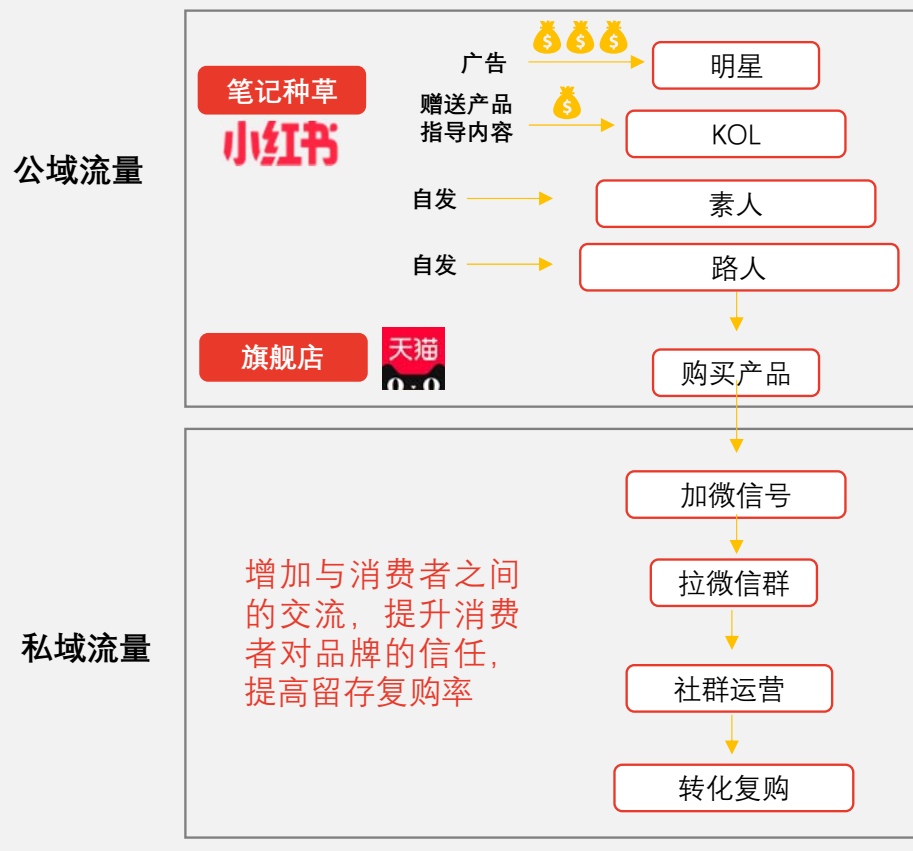 公域流量
笔记种草
小红书
广告
$ $ $
明星
赠送产品
指导内容
$
KOL
自发
素人
自发
路人
旗舰店
天猫
购买产品
私域流量
增加与消费者之间
的交流，提升消费
者对品牌的信任，
提高留存复购率
加微信号
拉微信群
社群运营
转化复购